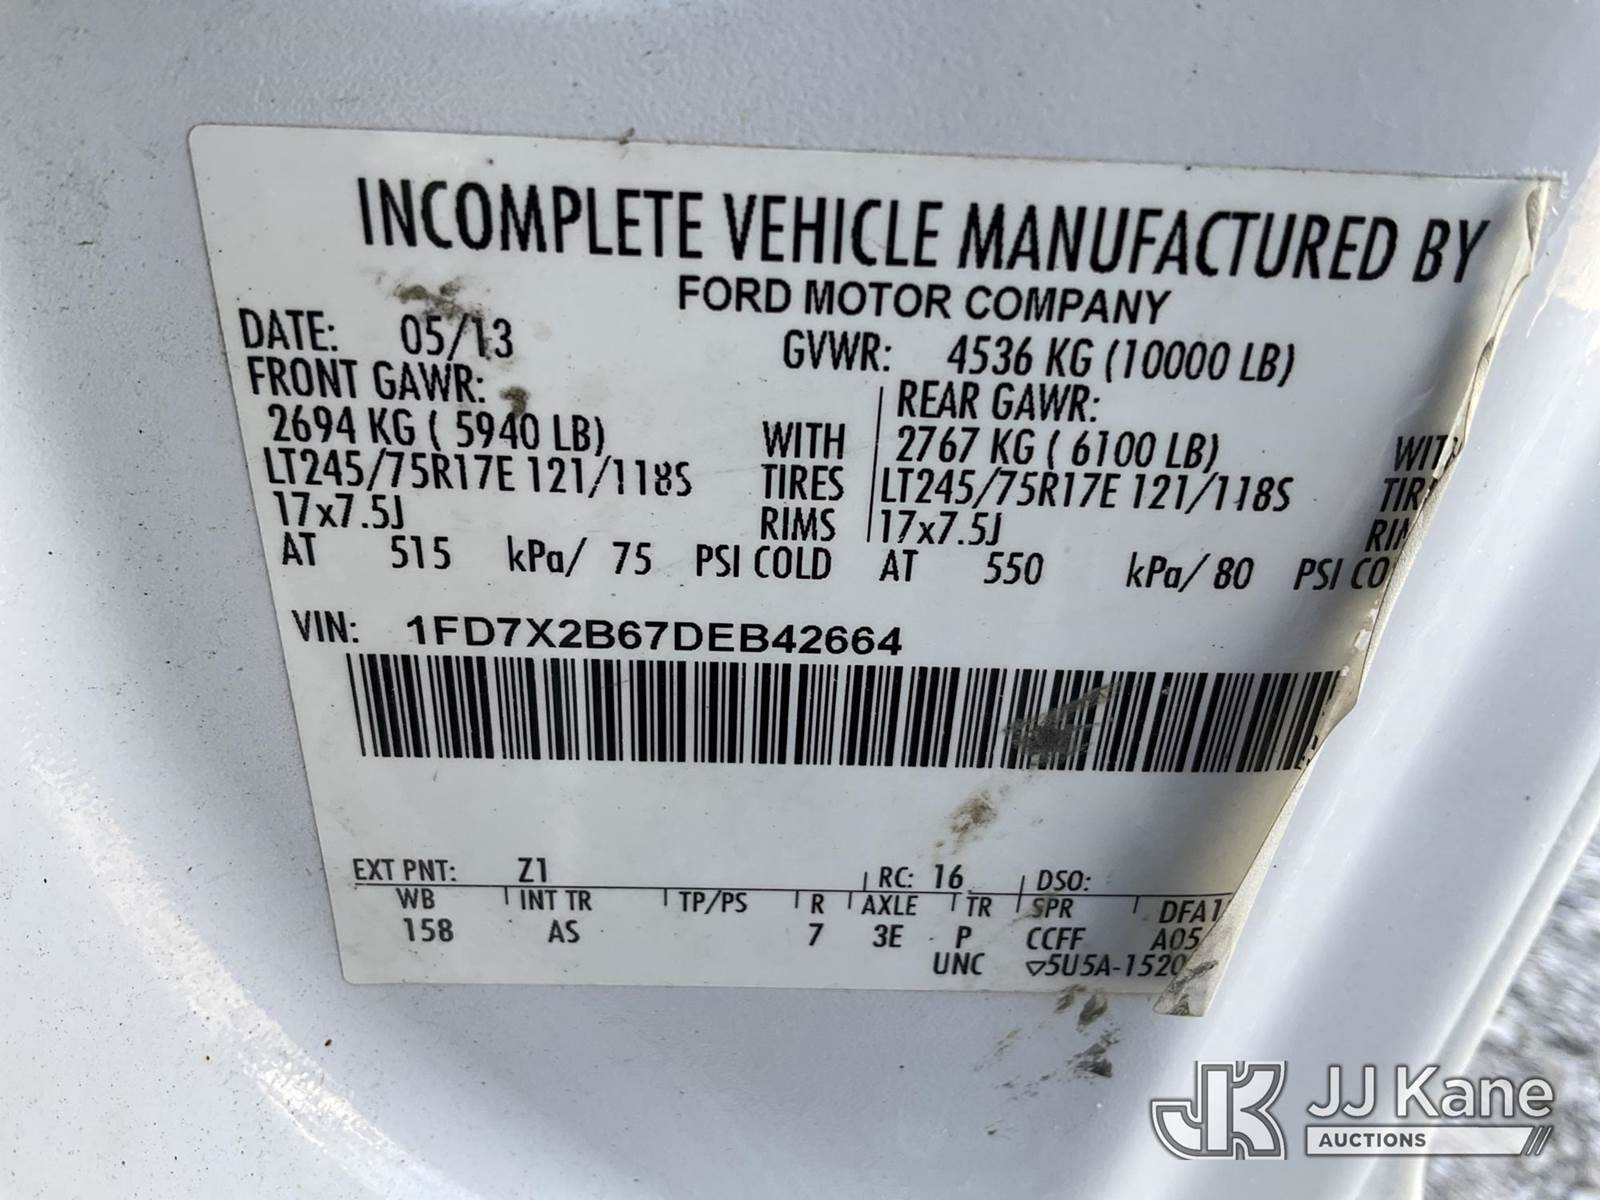 INCOMPLETE VEHICLE MANUFACTURED BY
FORD MOTOR COMPANY
DATE: 05/13 GVWR: 4536 KG (10000 LB)
FRONT GAWR: REAR GAWR:
2694 KG ( 5940 LB) WITH 2767 KG ( 6100 LB)
LT245/75R17E 121/118S TIRES LT245/75R17E 121/118S
17x7.5J RIMS 17x7.5J
AT 515 kPa/ 75 PSI COLD AT 550 kPa/ 80 PSI
VIN: 1FD7X2B67DEB42664
EXT PNT: Z1 RC: 16 DSO:
WB INT TR TP/PS R AXLE TR SPR
158 AS 7 3E P CCFF
UNC
JK JJ Kane
AUCTIONS